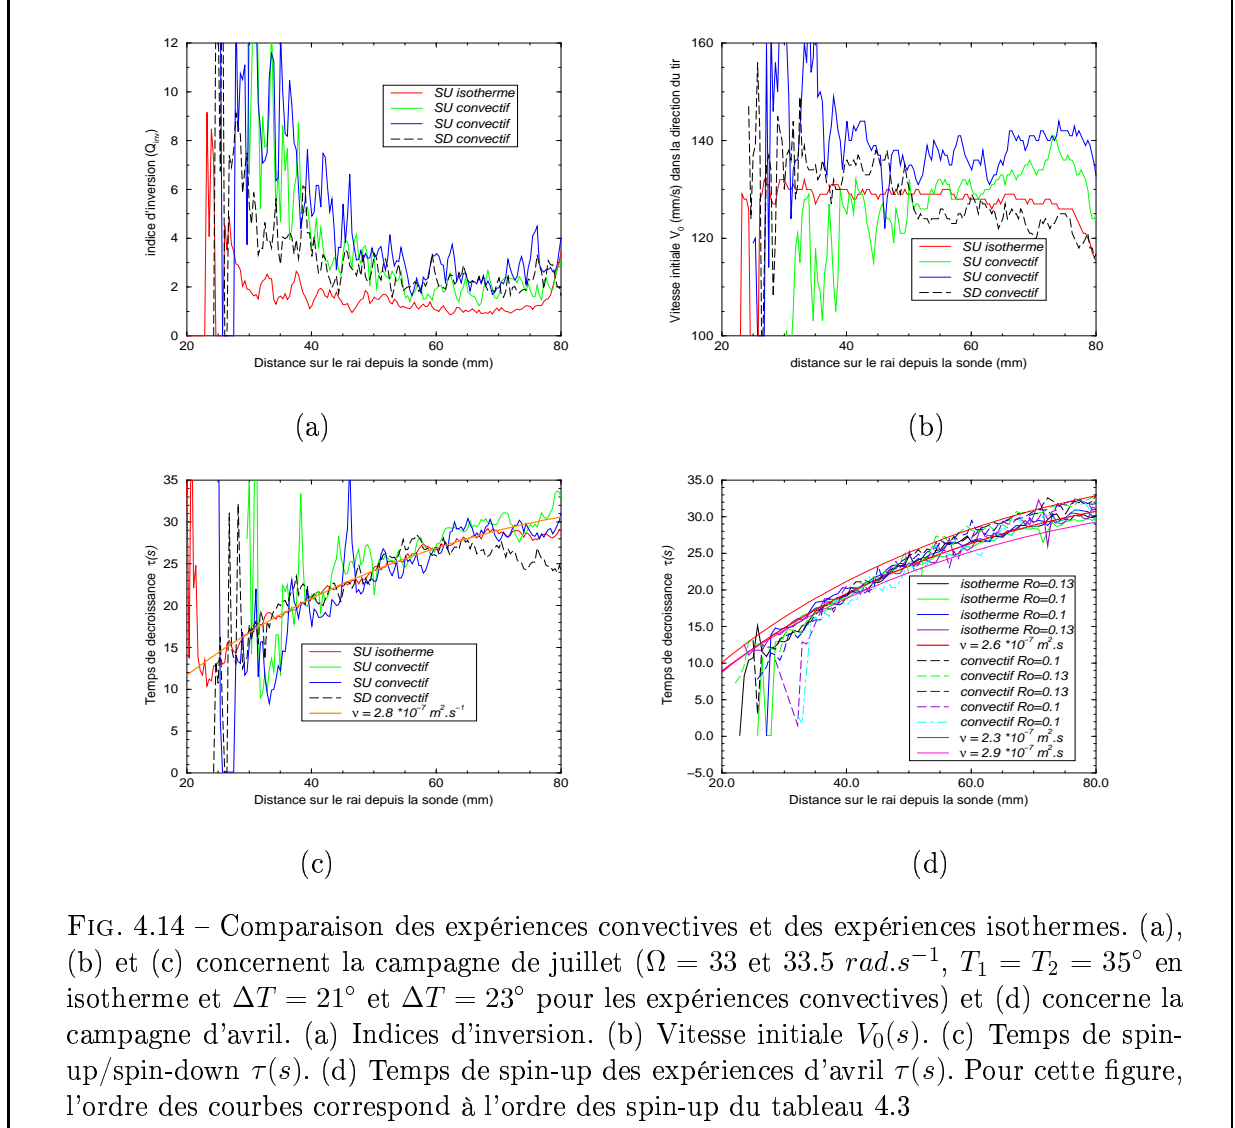 12
10
8
6
4
2
0
indice d'inversion (Qinv)
SU isotherme
SU convectif
SU convectif
SD convectif
20 40 60 80
Distance sur le rai depuis la sonde (mm)
(a)
160
140
120
100
Vitesse initiale V0 (mm/s) dans la direction du tir
SU isotherme
SU convectif
SU convectif
SD convectif
20 40 60 80
distance sur le rai depuis la sonde (mm)
(b)
35
30
25
20
15
10
5
0
Temps de decroissance τ(s)
SU isotherme
SU convectif
SU convectif
SD convectif
ν = 2.8 *10⁻⁷ m².s⁻¹
20 40 60 80
Distance sur le rai depuis la sonde (mm)
(c)
35.0
30.0
25.0
20.0
15.0
10.0
5.0
0.0
−5.0
Temps de decroissance τ(s)
isotherme Ro=0.13
isotherme Ro=0.1
isotherme Ro=0.1
isotherme Ro=0.13
ν = 2.6 *10⁻⁷ m².s
convectif Ro=0.1
convectif Ro=0.13
convectif Ro=0.13
convectif Ro=0.1
convectif Ro=0.1
ν = 2.3 *10⁻⁷ m².s
ν = 2.9 *10⁻⁷ m².s
20.0 40.0 60.0 80.0
Distance sur le rai depuis la sonde (mm)
(d)
FIG. 4.14 – Comparaison des expériences convectives et des expériences isothermes. (a),
(b) et (c) concernent la campagne de juillet (Ω = 33 et 33.5 rad.s⁻¹, T₁ = T₂ = 35° en
isotherme et ΔT = 21° et ΔT = 23° pour les expériences convectives) et (d) concerne la
campagne d'avril. (a) Indices d'inversion. (b) Vitesse initiale V₀(s). (c) Temps de spin-
up/spin-down τ(s). (d) Temps de spin-up des expériences d'avril τ(s). Pour cette figure,
l'ordre des courbes correspond à l'ordre des spin-up du tableau 4.3